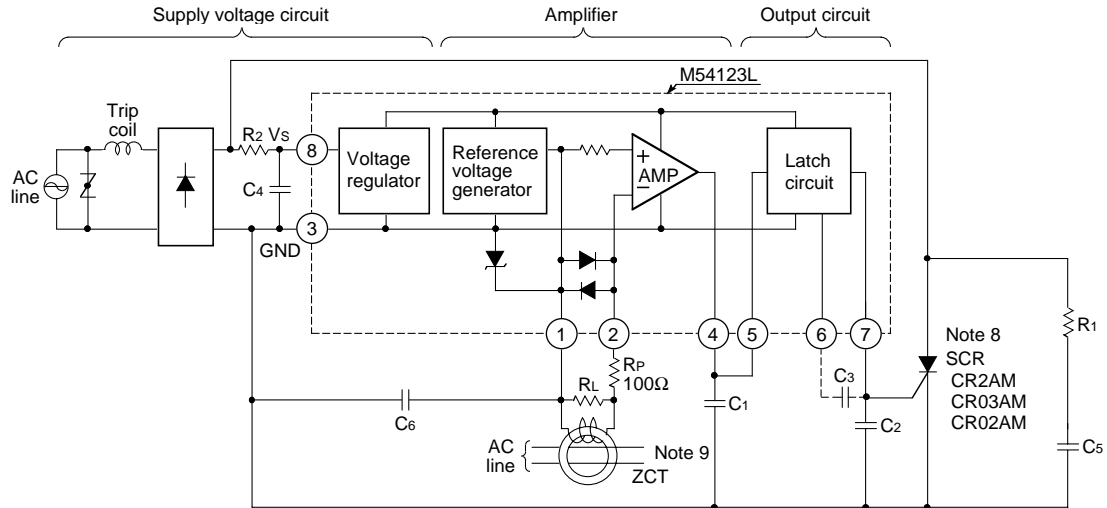 Supply voltage circuit
Amplifier
Output circuit
M54123L
Trip
coil
R2 VS
8
Voltage
regulator
Reference
voltage
generator
+
−
AMP
Latch
circuit
AC
line
C4
3
GND
1
2
4
5
6
7
R1
Note 8
SCR
CR2AM
CR03AM
CR02AM
RP
100Ω
RL
C3
C1
C2
C6
C5
AC
line
Note 9
ZCT